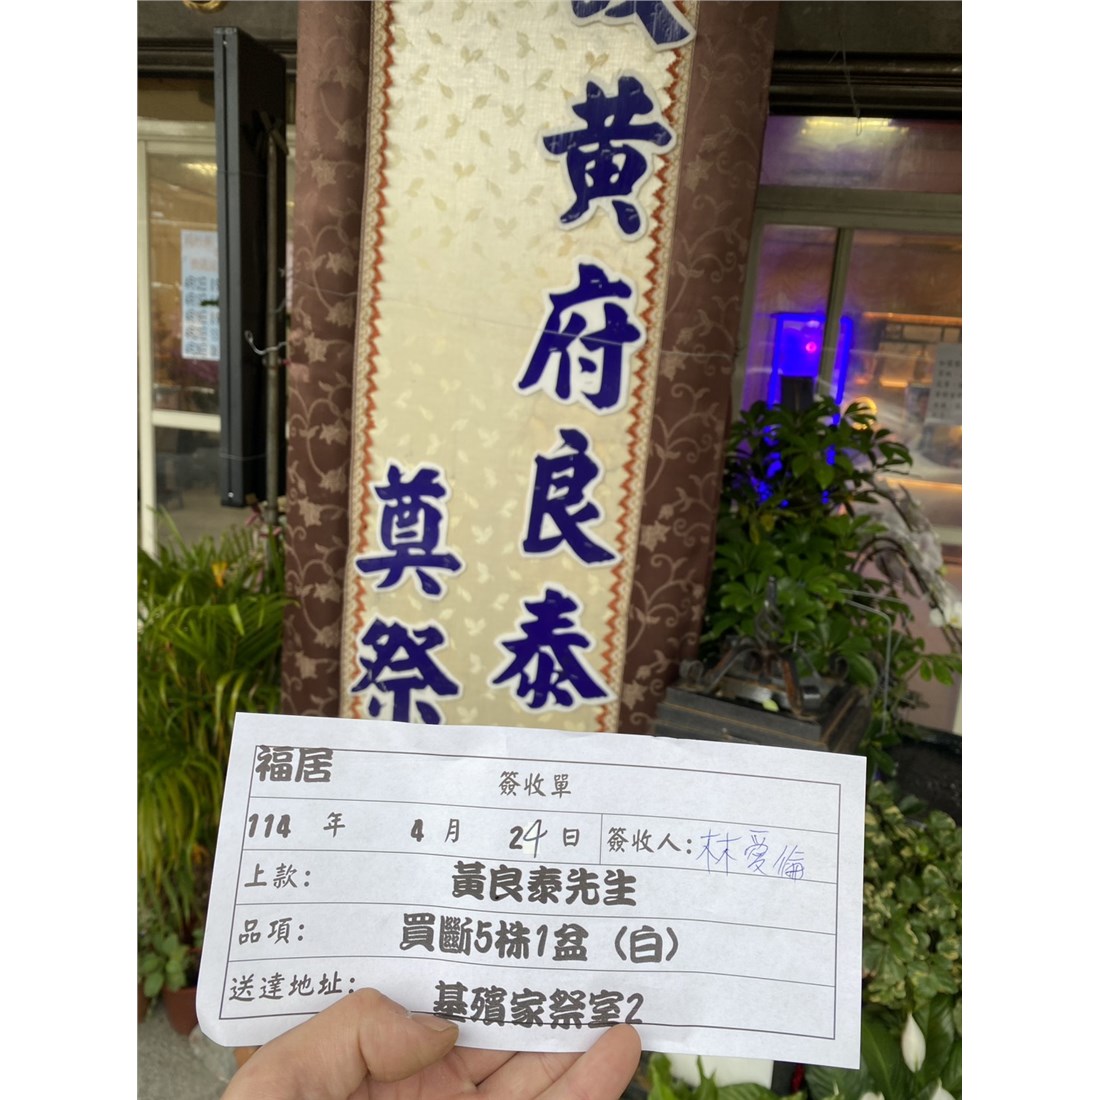 黃府良泰
奠祭
福居
簽收單
114 年 4 月 24 日 簽收人: 林愛倫
上款: 黃良泰先生
品項: 買斷5株1盆（白）
送達地址: 基殯家祭室2